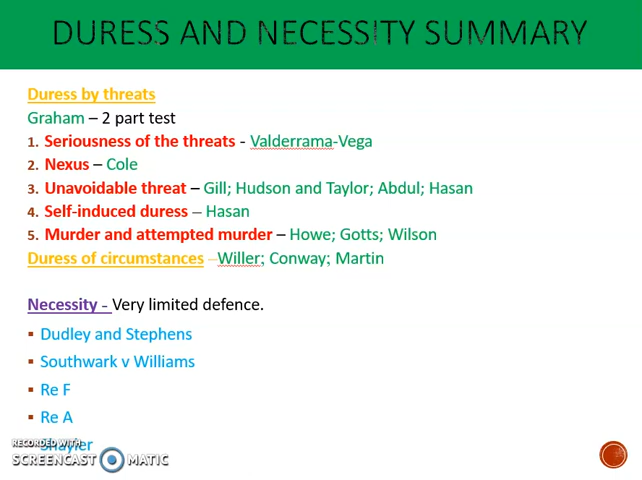 DURESS AND NECESSITY SUMMARY
Duress by threats
Graham – 2 part test
1. Seriousness of the threats - Valderrama-Vega
2. Nexus – Cole
3. Unavoidable threat – Gill; Hudson and Taylor; Abdul; Hasan
4. Self-induced duress – Hasan
5. Murder and attempted murder – Howe; Gotts; Wilson
Duress of circumstances –Willer; Conway; Martin
Necessity - Very limited defence.
▪ Dudley and Stephens
▪ Southwark v Williams
▪ Re F
▪ Re A
Shayler
RECORDED WITH
SCREENCAST MATIC